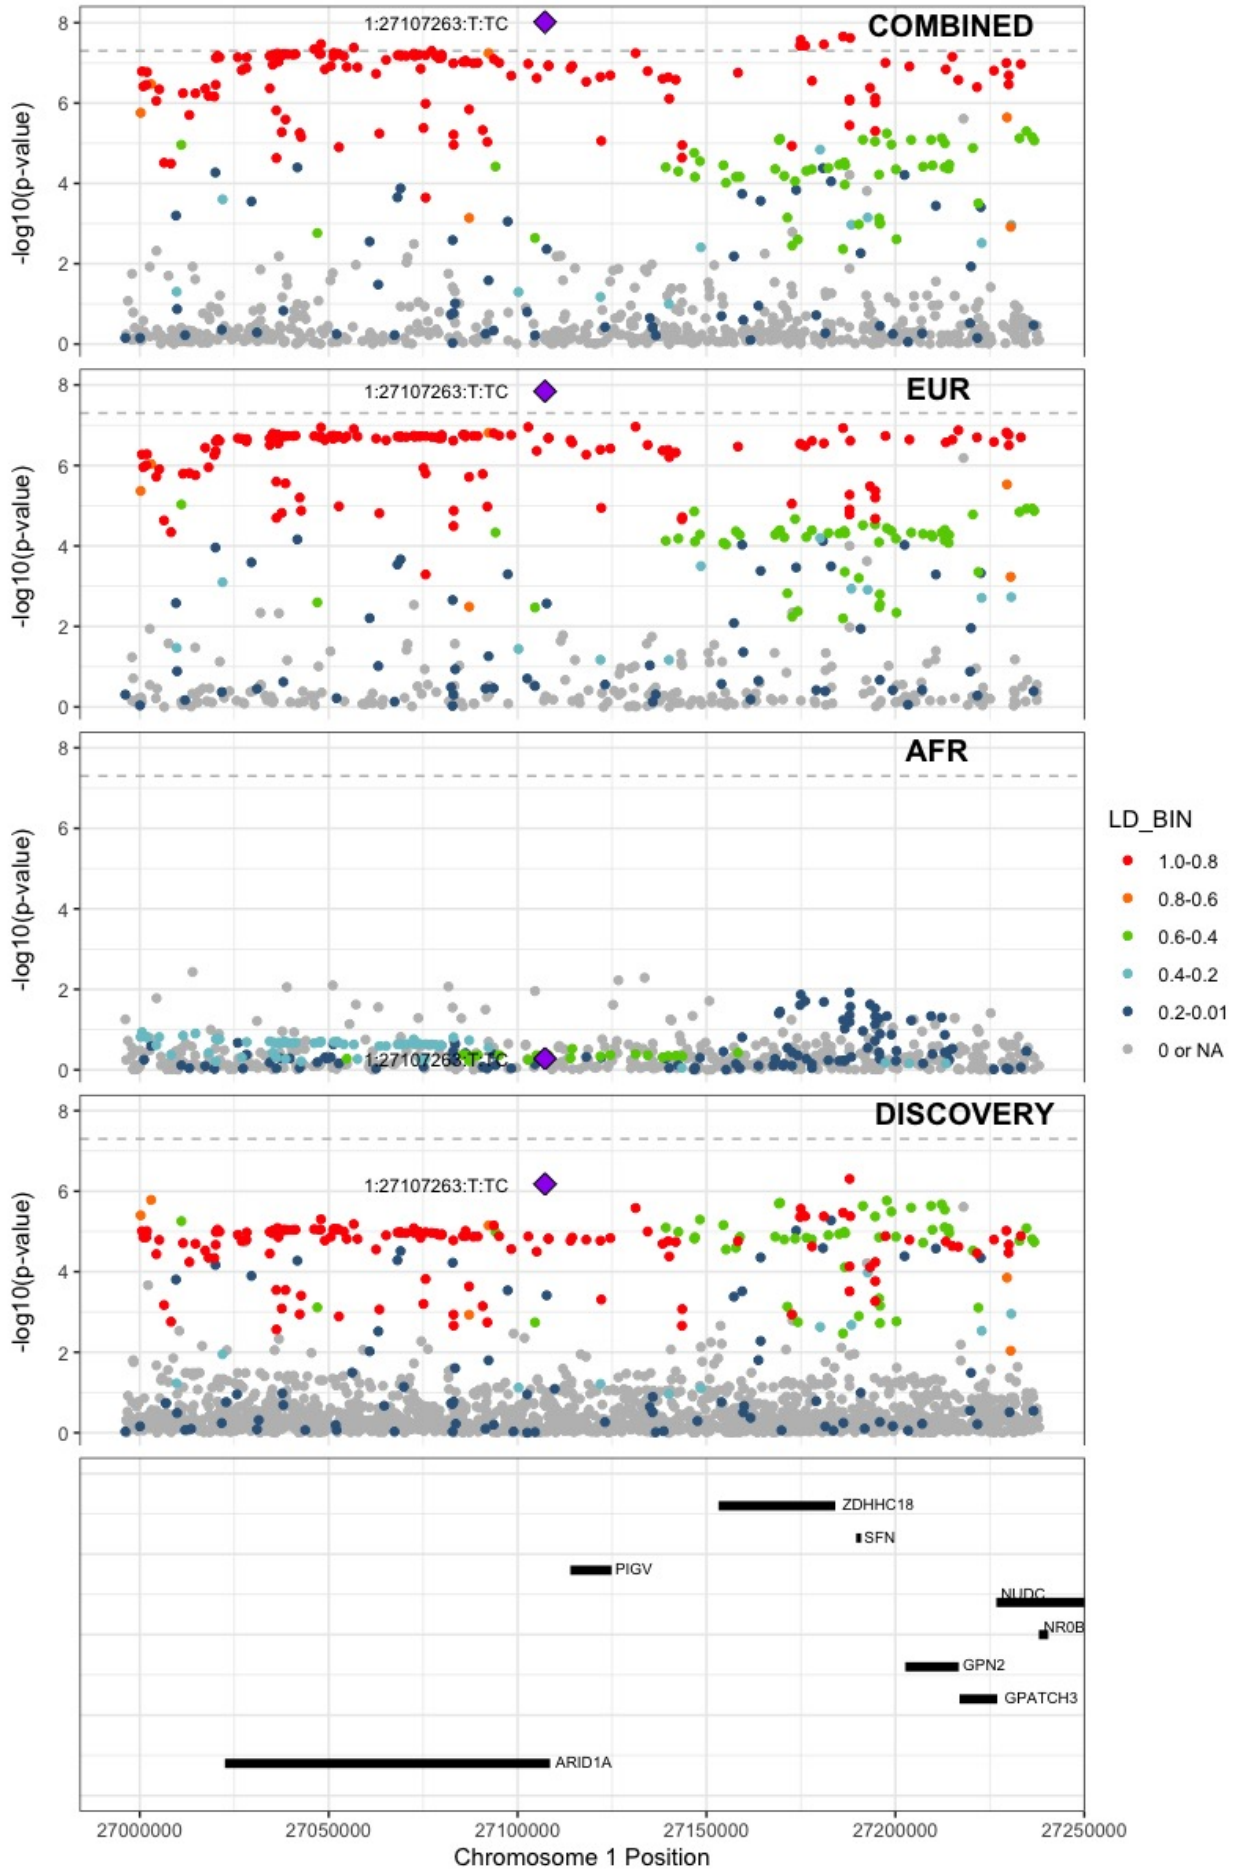 COMBINED
1:27107263:T:TC
-log10(p-value)
8
6
4
2
0
EUR
1:27107263:T:TC
-log10(p-value)
8
6
4
2
0
AFR
1:27107263:T:TC
-log10(p-value)
8
6
4
2
0
DISCOVERY
1:27107263:T:TC
-log10(p-value)
8
6
4
2
0
LD_BIN
1.0-0.8
0.8-0.6
0.6-0.4
0.4-0.2
0.2-0.01
0 or NA
ZDHHC18
SFN
PIGV
NUDC
NR0B
GPN2
GPATCH3
ARID1A
27000000 27050000 27100000 27150000 27200000 27250000
Chromosome 1 Position